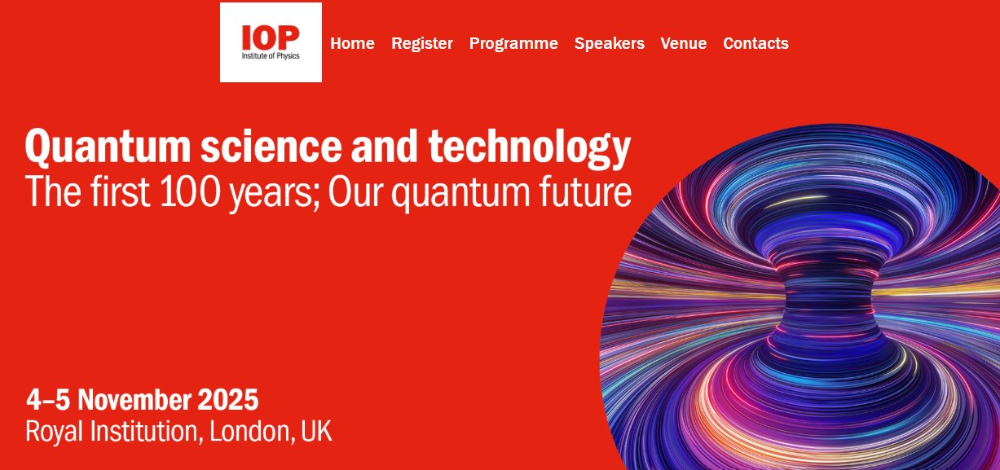 IOP
Institute of Physics
Home Register Programme Speakers Venue Contacts
Quantum science and technology
The first 100 years; Our quantum future
4–5 November 2025
Royal Institution, London, UK